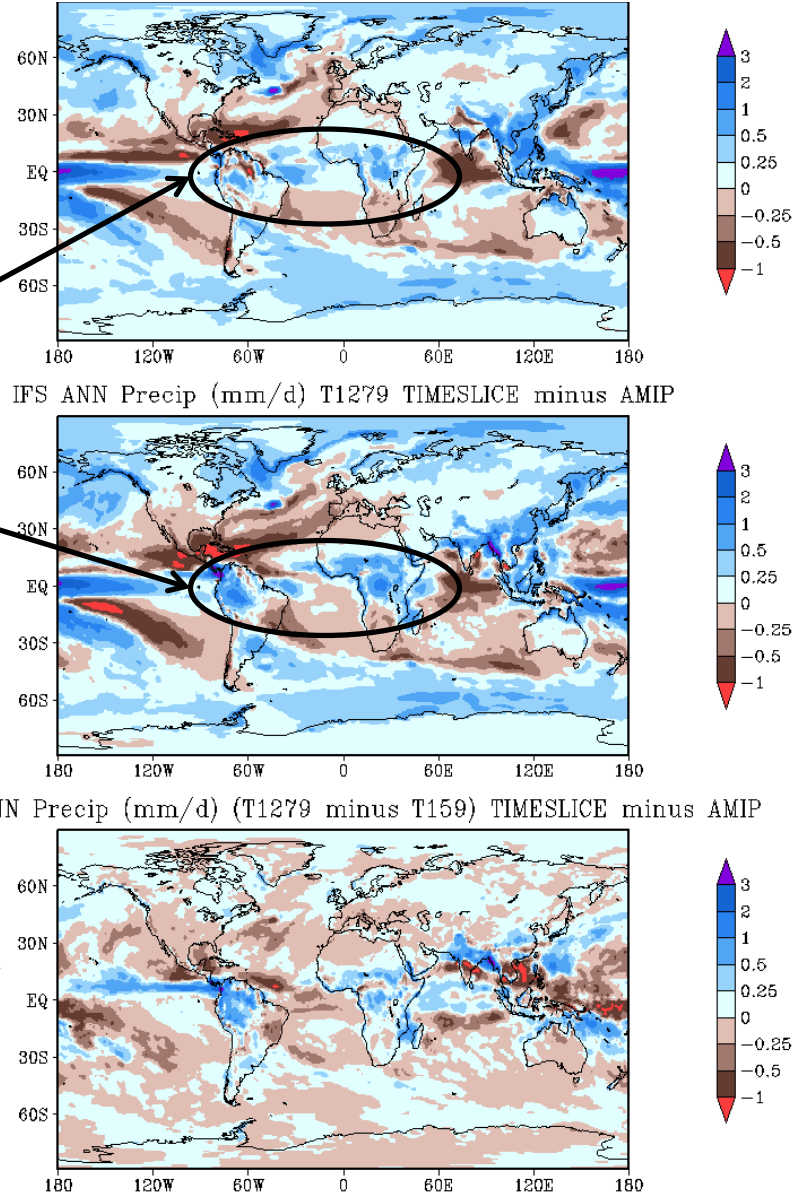 60N
30N
EQ
30S
60S
180 120W 60W 0 60E 120E 180
3
2
1
0.5
0.25
0
−0.25
−0.5
−1
IFS ANN Precip (mm/d) T1279 TIMESLICE minus AMIP
60N
30N
EQ
30S
60S
180 120W 60W 0 60E 120E 180
3
2
1
0.5
0.25
0
−0.25
−0.5
−1
Precip (mm/d) (T1279 minus T159) TIMESLICE minus AMIP
60N
30N
EQ
30S
60S
180 120W 60W 0 60E 120E 180
3
2
1
0.5
0.25
0
−0.25
−0.5
−1